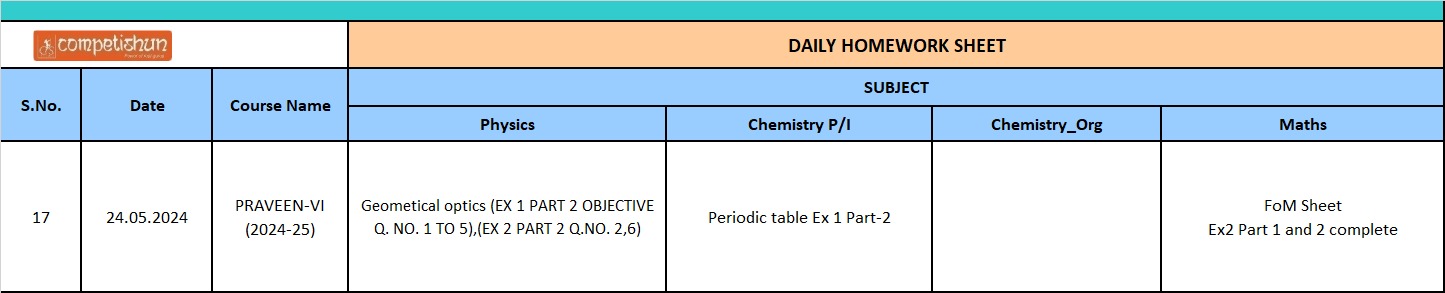 competishun
DAILY HOMEWORK SHEET
S.No.
Date
Course Name
SUBJECT
Physics
Chemistry P/I
Chemistry_Org
Maths
17
24.05.2024
PRAVEEN-VI
(2024-25)
Geometical optics (EX 1 PART 2 OBJECTIVE
Q. NO. 1 TO 5),(EX 2 PART 2 Q.NO. 2,6)
Periodic table Ex 1 Part-2
FoM Sheet
Ex2 Part 1 and 2 complete